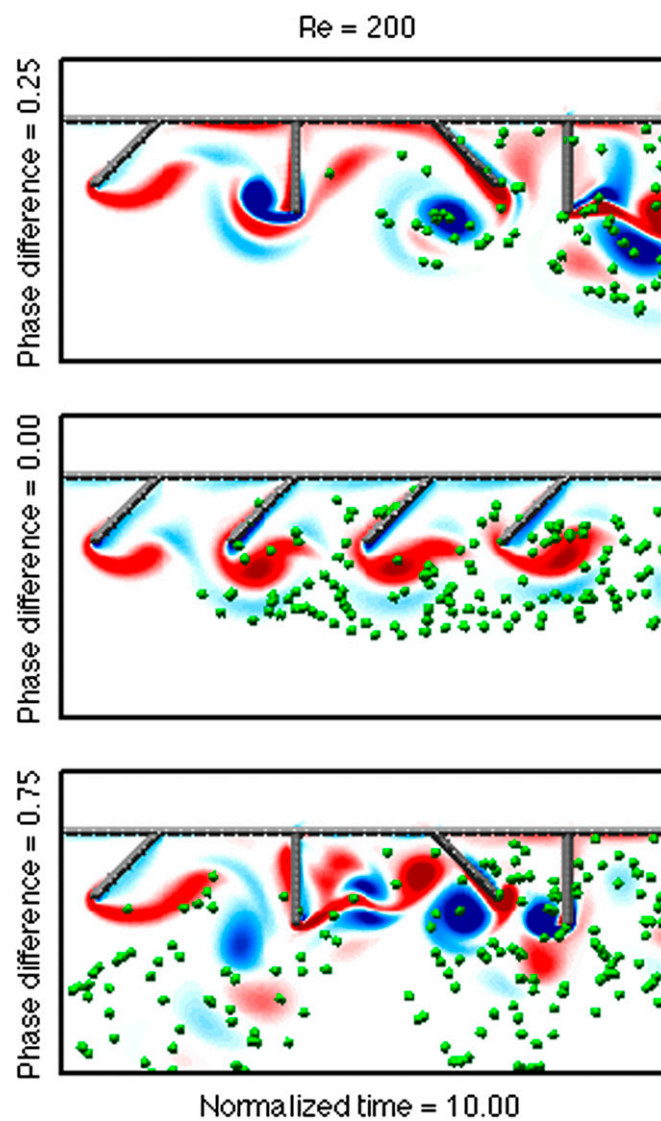 Re = 200
Phase difference = 0.25
Phase difference = 0.00
Phase difference = 0.75
Normalized time = 10.00